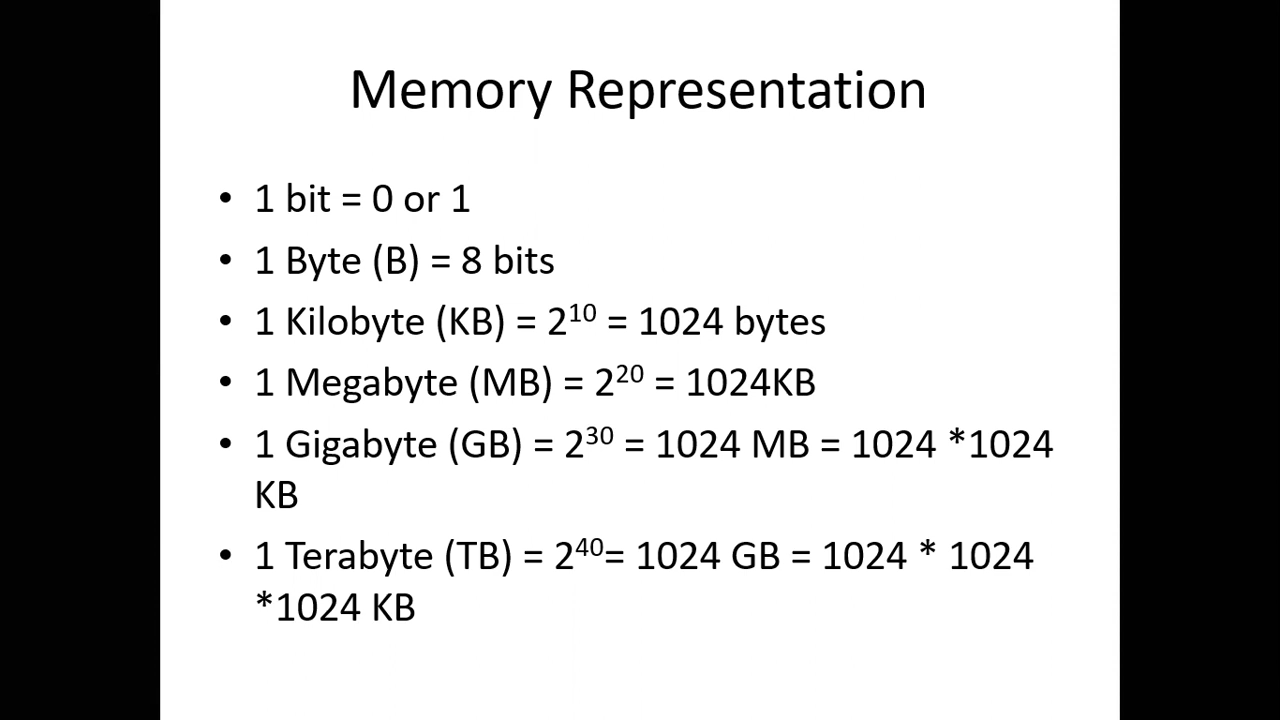 Memory Representation
• 1 bit = 0 or 1
• 1 Byte (B) = 8 bits
• 1 Kilobyte (KB) = 2¹⁰ = 1024 bytes
• 1 Megabyte (MB) = 2²⁰ = 1024KB
• 1 Gigabyte (GB) = 2³⁰ = 1024 MB = 1024 *1024
KB
• 1 Terabyte (TB) = 2⁴⁰= 1024 GB = 1024 * 1024
*1024 KB